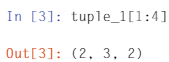 In [3]: tuple_1[1:4]
Out[3]: (2, 3, 2)